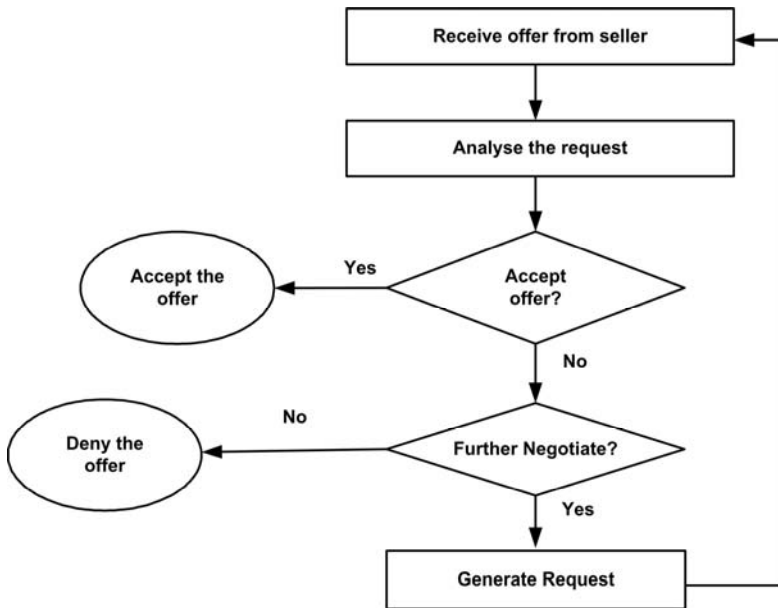 Receive offer from seller
Analyse the request
Yes
Accept the
offer
Accept
offer?
No
No
Deny the
offer
Further Negotiate?
Yes
Generate Request